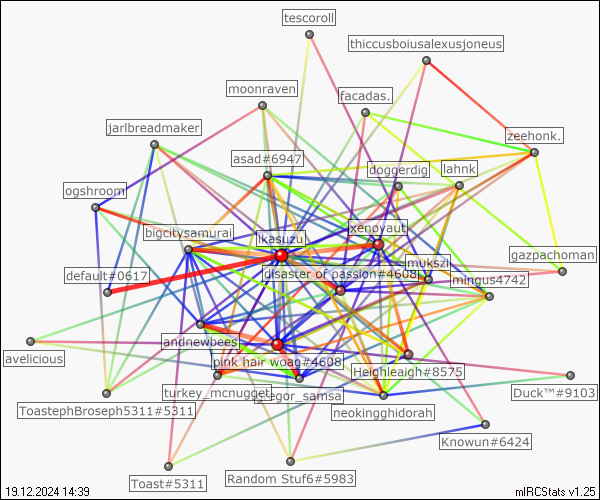 tescoroll
thiccusboiusalexusjoneus
moonraven
facadas.
jarlbreadmaker
zeehonk.
asad#6947
doggerdig
lahnk
ogshroom
xenoyauti
bigcitysamurai
ikasuzu
gazpachoman
mukszi
default#0617
disaster of passion#4608
mingus4742
andnewbees
avelicious
pink hair woag#4608
Heighleaigh#8575
turkey_mcnugget
gregor_samsa
Duck™#9103
ToastephBroseph5311#5311
neokingghidorah
Knowun#6424
Random Stuf6#5983
Toast#5311
19.12.2024 14:39
mIRCStats v1.25